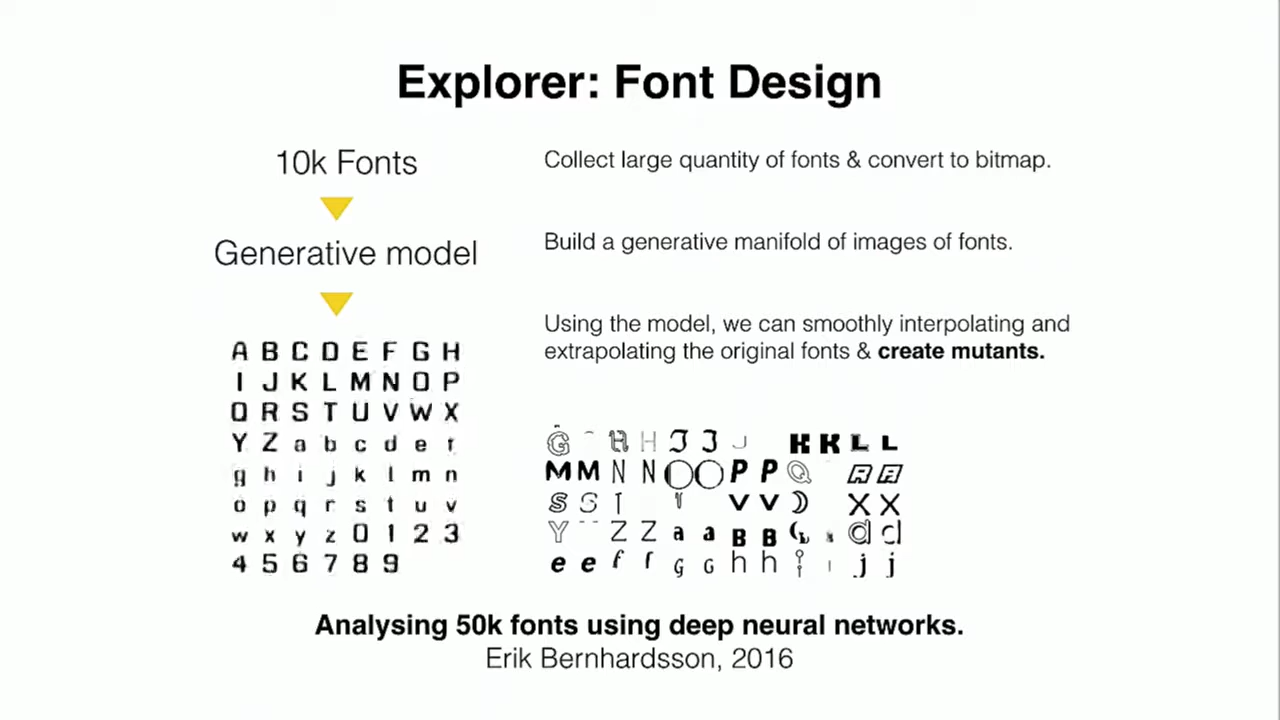 Explorer: Font Design
10k Fonts
Collect large quantity of fonts & convert to bitmap.
Generative model
Build a generative manifold of images of fonts.
Using the model, we can smoothly interpolating and
extrapolating the original fonts & create mutants.
A B C D E F G H
I J K L M N O P
Q R S T U V W X
Y Z a b c d e f
g h i j k l m n
o p q r s t u v
w x y z 0 1 2 3
4 5 6 7 8 9
G H H J J J K K L L
M M N N O O P P Q R R
S S T V V X X
Y Z Z a a B B d d
e e f f G G h h i j j
Analysing 50k fonts using deep neural networks.
Erik Bernhardsson, 2016